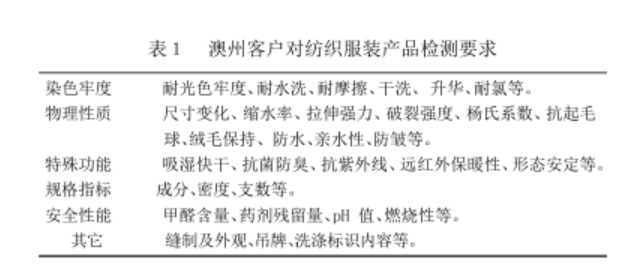 表 1 澳州客户对纺织服装产品检测要求
染色牢度 耐光色牢度、耐水洗、耐摩擦、干洗、升华、耐氯等。
物理性质 尺寸变化、缩水率、拉伸强力、破裂强度、杨氏系数、抗起毛
球、绒毛保持、防水、亲水性、防皱等。
特殊功能 吸湿快干、抗菌防臭、抗紫外线、远红外保暖性、形态安定等。
规格指标 成分、密度、支数等。
安全性能 甲醛含量、药剂残留量、pH 值、燃烧性等。
其它 缝制及外观、吊牌、洗涤标识内容等。